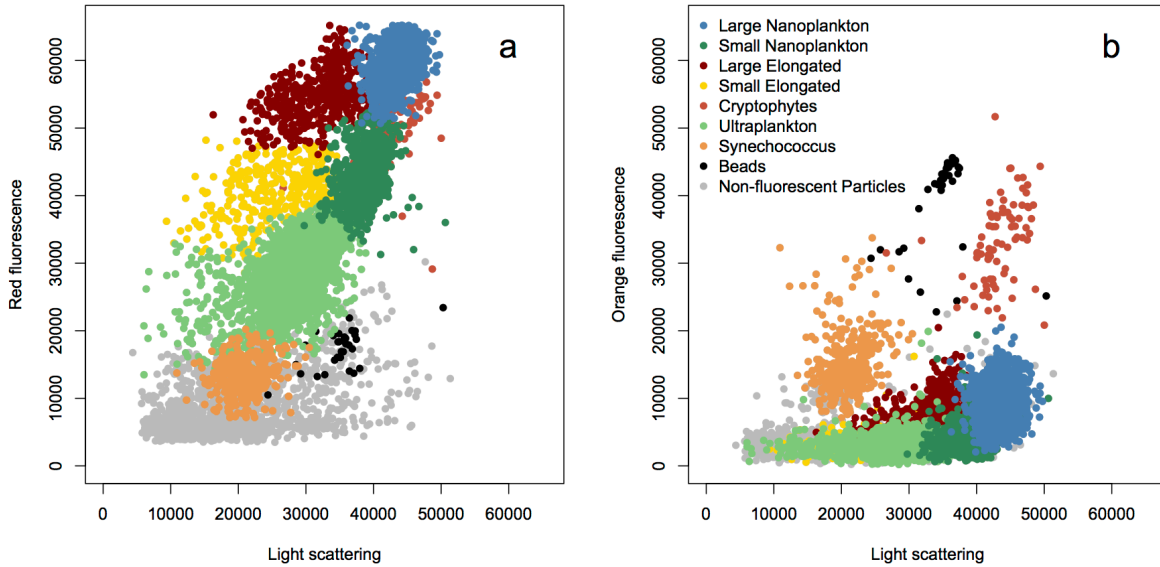 a
Red fluorescence
60000
50000
40000
30000
20000
10000
0
0 10000 20000 30000 40000 50000 60000
Light scattering
b
Large Nanoplankton
Small Nanoplankton
Large Elongated
Small Elongated
Cryptophytes
Ultraplankton
Synechococcus
Beads
Non-fluorescent Particles
Orange fluorescence
60000
50000
40000
30000
20000
10000
0
0 10000 20000 30000 40000 50000 60000
Light scattering